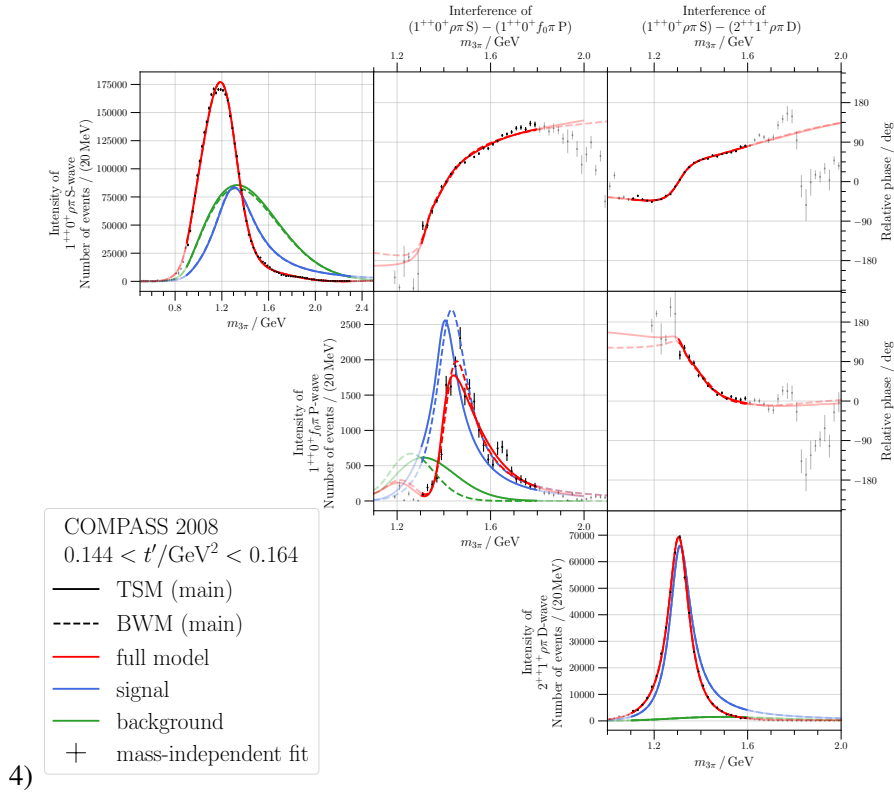 Interference of
(1⁺⁺0⁺ρπ S) − (1⁺⁺0⁺f₀π P)
m₃π / GeV
1.2 1.6 2.0
Interference of
(1⁺⁺0⁺ρπ S) − (2⁺⁺1⁺ρπ D)
m₃π / GeV
1.2 1.6 2.0
Intensity of
1⁺⁺0⁺ρπ S-wave
Number of events / (20 MeV)
175000
150000
125000
100000
75000
50000
25000
0
0.8 1.2 1.6 2.0 2.4
m₃π / GeV
180
90
0
−90
−180
Relative phase / deg
Intensity of
1⁺⁺0⁺f₀π P-wave
Number of events / (20 MeV)
2500
2000
1500
1000
500
0
1.2 1.6 2.0
m₃π / GeV
180
90
0
−90
−180
Relative phase / deg
Intensity of
2⁺⁺1⁺ρπ D-wave
Number of events / (20 MeV)
70000
60000
50000
40000
30000
20000
10000
0
1.2 1.6 2.0
m₃π / GeV
COMPASS 2008
0.144 < t′/GeV² < 0.164
TSM (main)
BWM (main)
full model
signal
background
mass-independent fit
4)